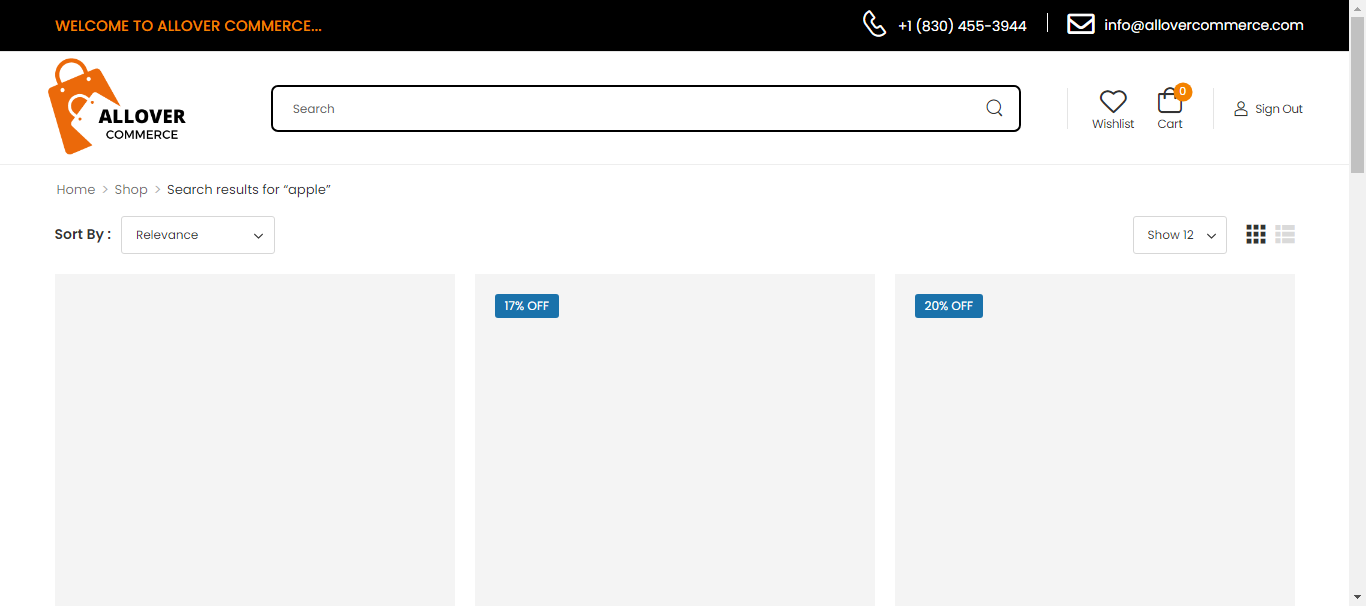 WELCOME TO ALLOVER COMMERCE...
+1 (830) 455-3944
info@allovercommerce.com
ALLOVER
COMMERCE
Search
Wishlist
0
Cart
Sign Out
Home > Shop > Search results for “apple”
Sort By :
Relevance
Show 12
17% OFF
20% OFF